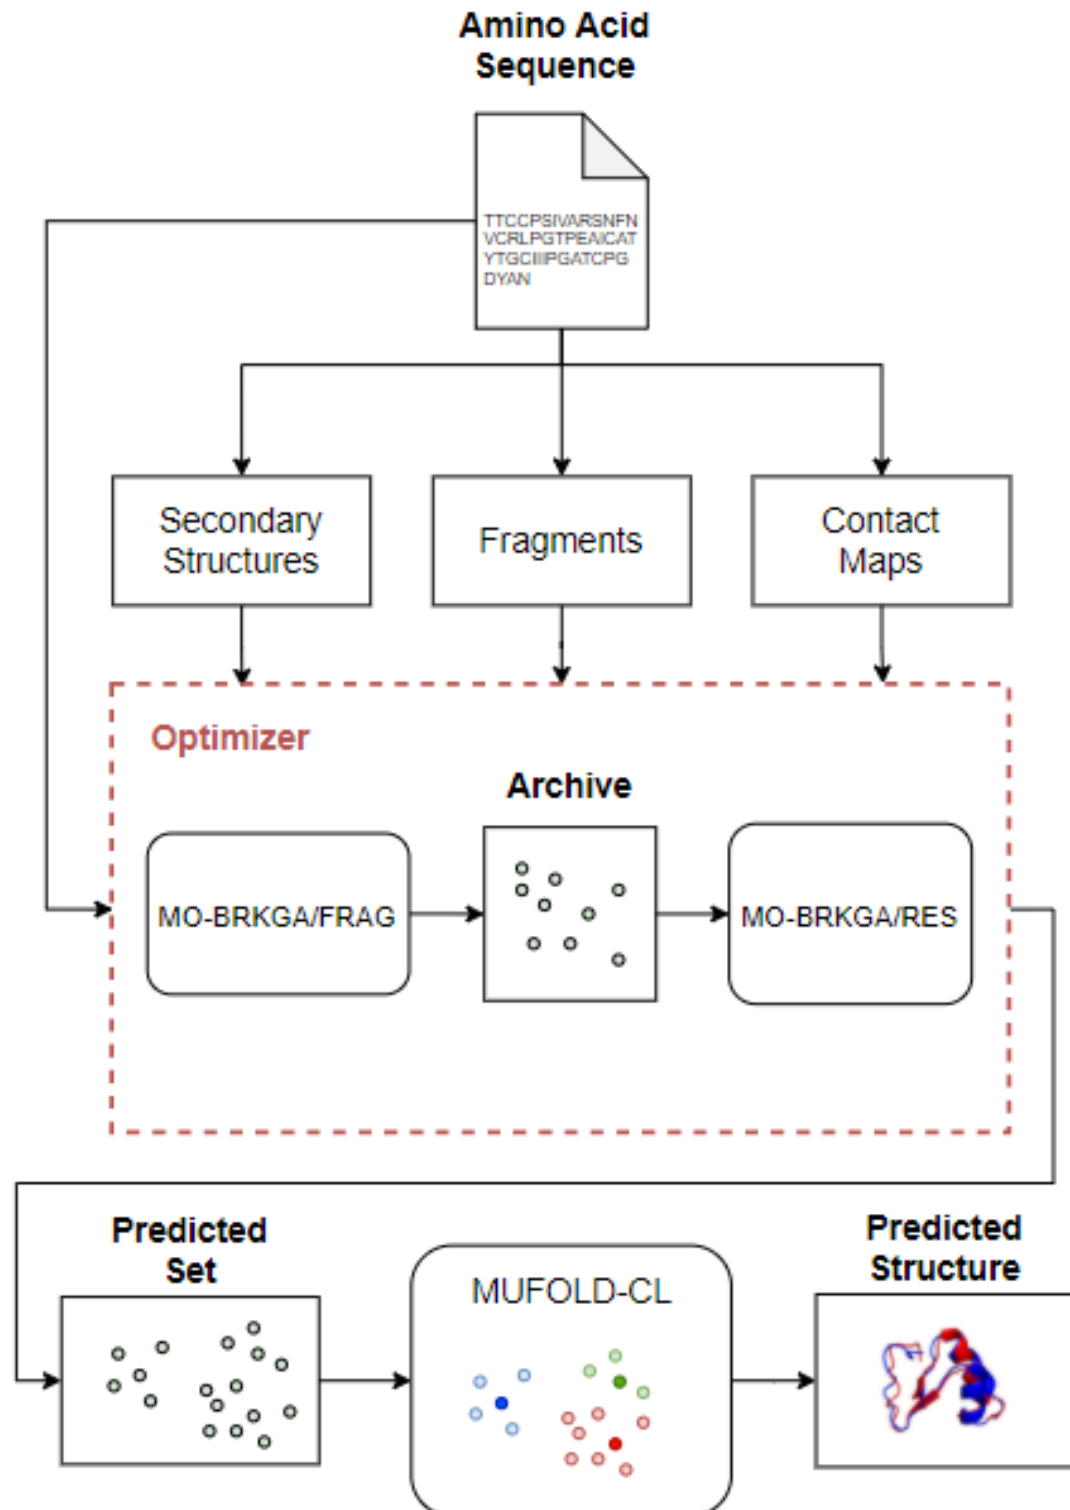 Amino Acid
Sequence
TTCCPSIVARSNFN
VCRLPGTPEAICAT
YTGCIIIPGATCPG
DYAN
Secondary
Structures
Fragments
Contact
Maps
Optimizer
Archive
MO-BRKGA/FRAG
MO-BRKGA/RES
Predicted
Set
MUFOLD-CL
Predicted
Structure